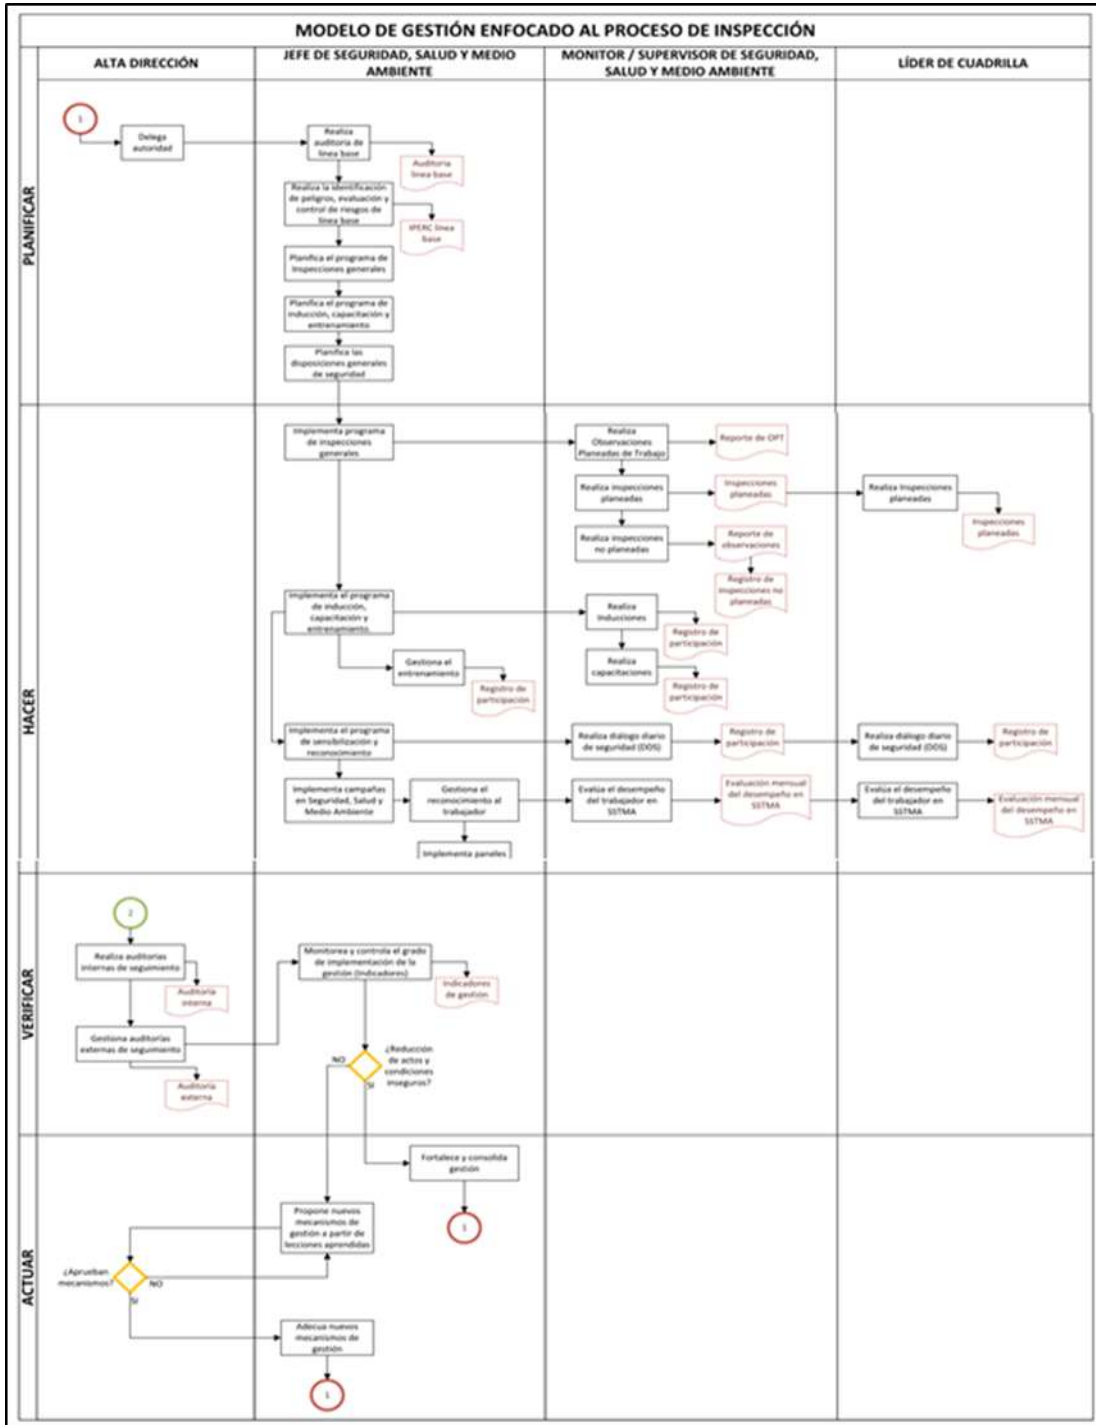 MODELO DE GESTIÓN ENFOCADO AL PROCESO DE INSPECCIÓN
ALTA DIRECCIÓN
JEFE DE SEGURIDAD, SALUD Y MEDIO
AMBIENTE
MONITOR / SUPERVISOR DE SEGURIDAD,
SALUD Y MEDIO AMBIENTE
LÍDER DE CUADRILLA
PLANIFICAR
1
Delega
autoridad
Realiza
auditoria de
línea base
Auditoria
línea base
Realiza la identificación
de peligros, evaluación y
control de riesgos de
línea base
IPERC línea
base
Planifica el programa de
Inspecciones generales
Planifica el programa de
inducción, capacitación y
entrenamiento
Planifica las
disposiciones generales
de seguridad
HACER
Implementa programa
de inspecciones
generales
Realiza
Observaciones
Planeadas de Trabajo
Reporte de OPT
Realiza inspecciones
planeadas
Inspecciones
planeadas
Realiza Inspecciones
planeadas
Inspecciones
planeadas
Realiza inspecciones
no planeadas
Reporte de
observaciones
Registro de
inspecciones no
planeadas
Implementa el programa
de inducción,
capacitación y
entrenamiento
Realiza
Inducciones
Registro de
participación
Gestiona el
entrenamiento
Registro de
participación
Realiza
capacitaciones
Registro de
participación
Implementa el programa
de sensibilización y
reconocimiento
Realiza diálogo diario
de seguridad (DDS)
Registro de
participación
Realiza diálogo diario
de seguridad (DDS)
Registro de
participación
Implementa campañas
en Seguridad, Salud y
Medio Ambiente
Gestiona el
reconocimiento al
trabajador
Evalúa el desempeño
del trabajador en
SSTMA
Evaluación mensual
del desempeño en
SSTMA
Evalúa el desempeño
del trabajador en
SSTMA
Evaluación mensual
del desempeño en
SSTMA
Implementa paneles
VERIFICAR
2
Realiza auditorías
internas de seguimiento
Auditoría
interna
Gestiona auditorías
externas de seguimiento
Auditoría
externa
Monitorea y controla el grado
de implementación de la
gestión (Indicadores)
Indicadores
de gestión
¿Reducción
de actos y
condiciones
inseguros?
NO
SI
ACTUAR
Fortalece y consolida
gestión
1
Propone nuevos
mecanismos de
gestión a partir de
lecciones aprendidas
¿Aprueban
mecanismos?
NO
SI
Adecua nuevos
mecanismos de
gestión
1